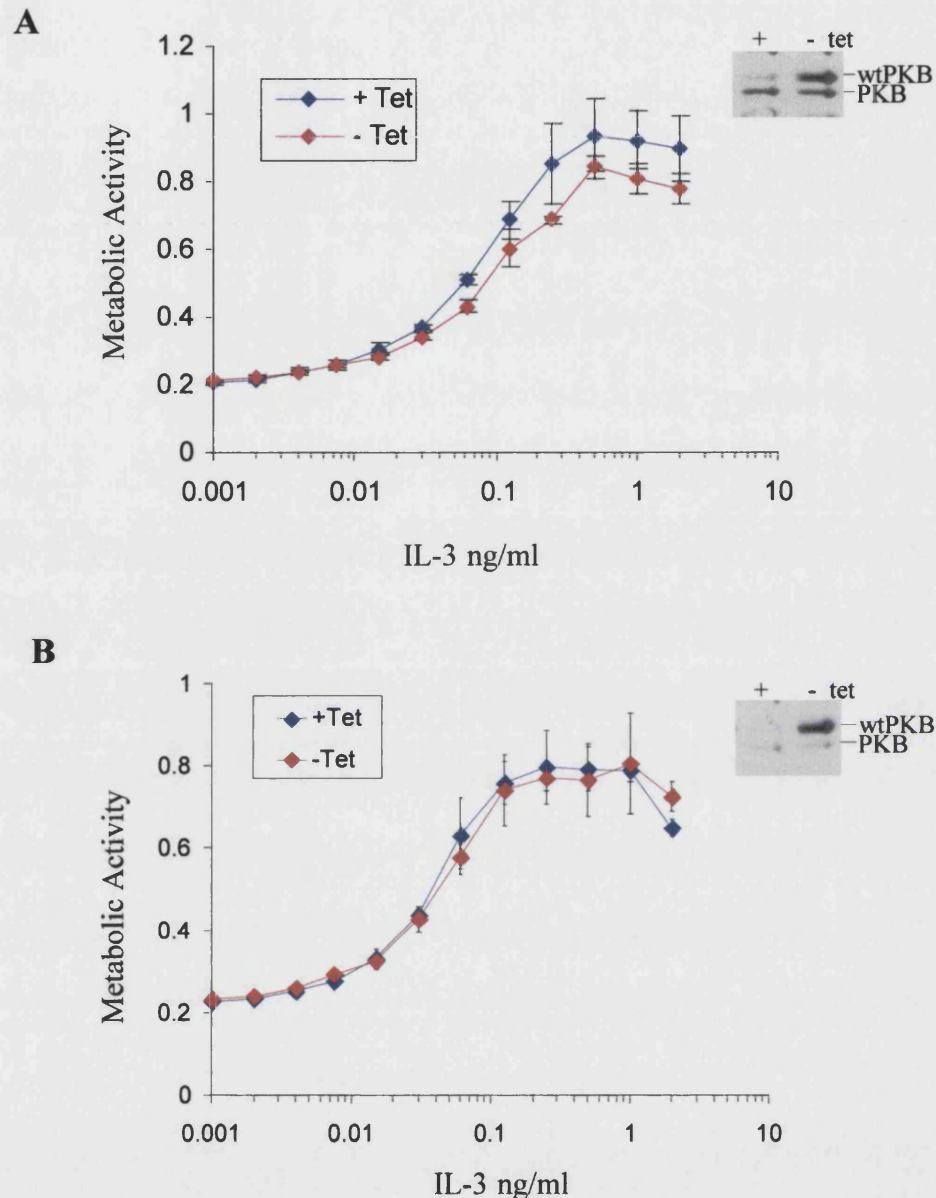 A
+ - tet
wtPKB
PKB
+ Tet
- Tet
1.2
1
0.8
0.6
0.4
0.2
0
Metabolic Activity
0.001 0.01 0.1 1 10
IL-3 ng/ml
B
+ - tet
wtPKB
PKB
+Tet
-Tet
1
0.8
0.6
0.4
0.2
0
Metabolic Activity
0.001 0.01 0.1 1 10
IL-3 ng/ml